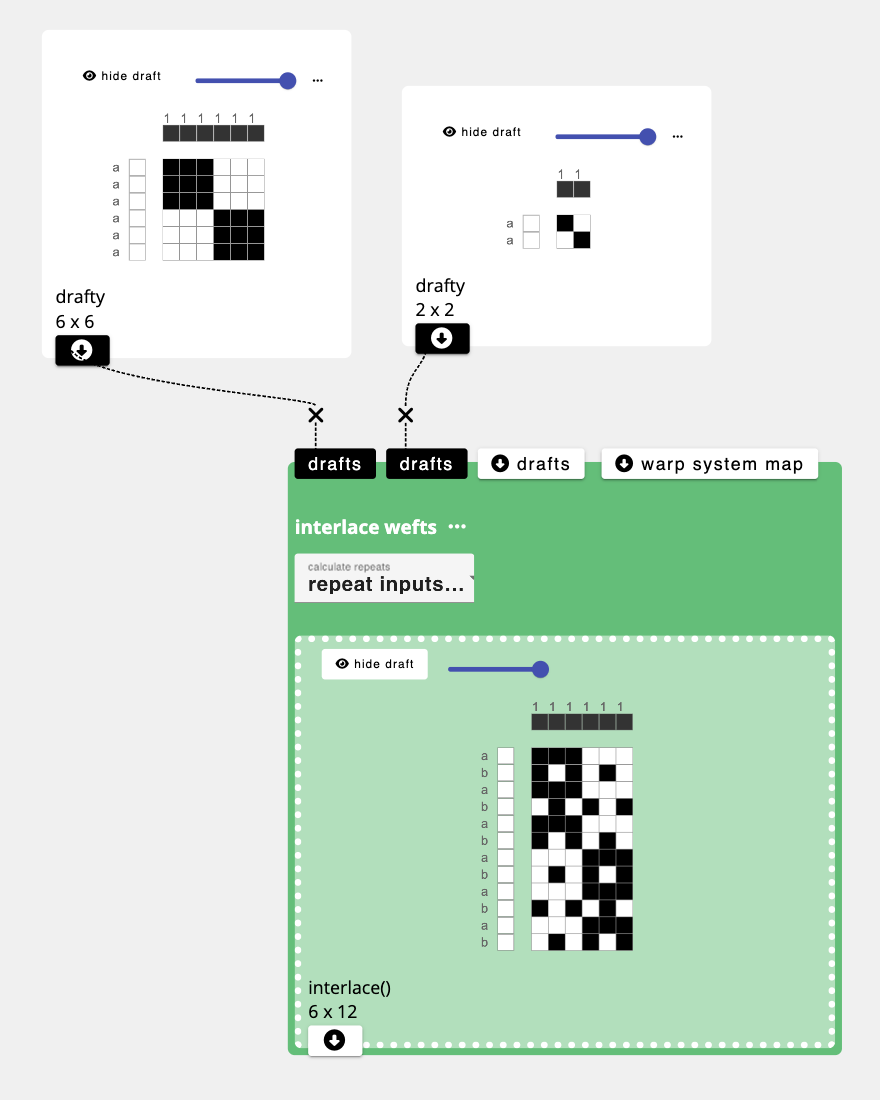 hide draft
...
1 1 1 1 1 1
a
a
a
a
a
a
drafty
6 x 6
hide draft
...
1 1
a
a
drafty
2 x 2
drafts
drafts
drafts
warp system map
interlace wefts ...
calculate repeats
repeat inputs...
hide draft
1 1 1 1 1 1
a
b
a
b
a
b
a
b
a
b
a
b
interlace()
6 x 12